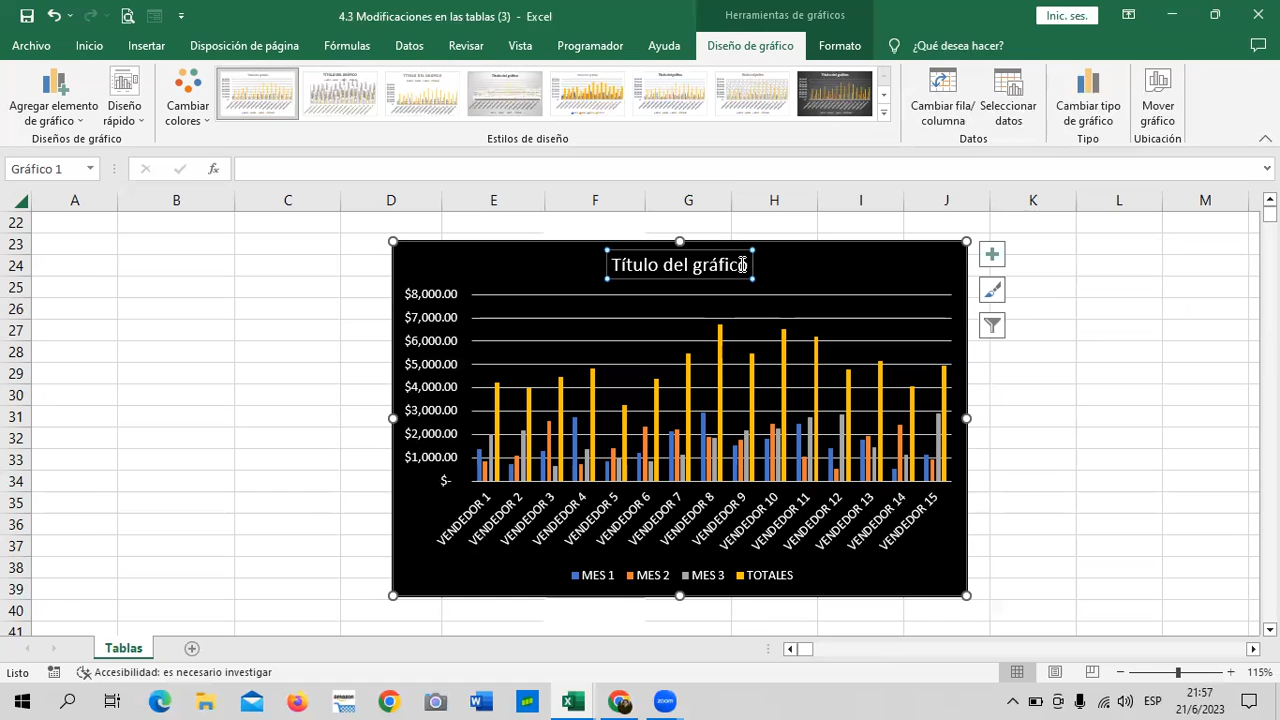 4.3 Modificaciones en las tablas (3) - Excel
Herramientas de gráficos
Inic. ses.
Archivo Inicio Insertar Disposición de página Fórmulas Datos Revisar Vista Programador Ayuda Diseño de gráfico Formato ¿Qué desea hacer?
Agregar elemento
de gráfico
Diseño
rápido
Cambiar
colores
Cambiar fila/
columna
Seleccionar
datos
Cambiar tipo
de gráfico
Mover
gráfico
Diseños de gráfico
Estilos de diseño
Datos
Tipo
Ubicación
Gráfico 1
fx
A B C D E F G H I J K L M
22
23
24
25
26
27
28
29
30
31
32
33
34
35
36
37
38
39
40
41
Título del gráfico
$8,000.00
$7,000.00
$6,000.00
$5,000.00
$4,000.00
$3,000.00
$2,000.00
$1,000.00
$-
VENDEDOR 1
VENDEDOR 2
VENDEDOR 3
VENDEDOR 4
VENDEDOR 5
VENDEDOR 6
VENDEDOR 7
VENDEDOR 8
VENDEDOR 9
VENDEDOR 10
VENDEDOR 11
VENDEDOR 12
VENDEDOR 13
VENDEDOR 14
VENDEDOR 15
MES 1 MES 2 MES 3 TOTALES
Tablas
Listo
Accesibilidad: es necesario investigar
115%
ESP
21:57
21/6/2023